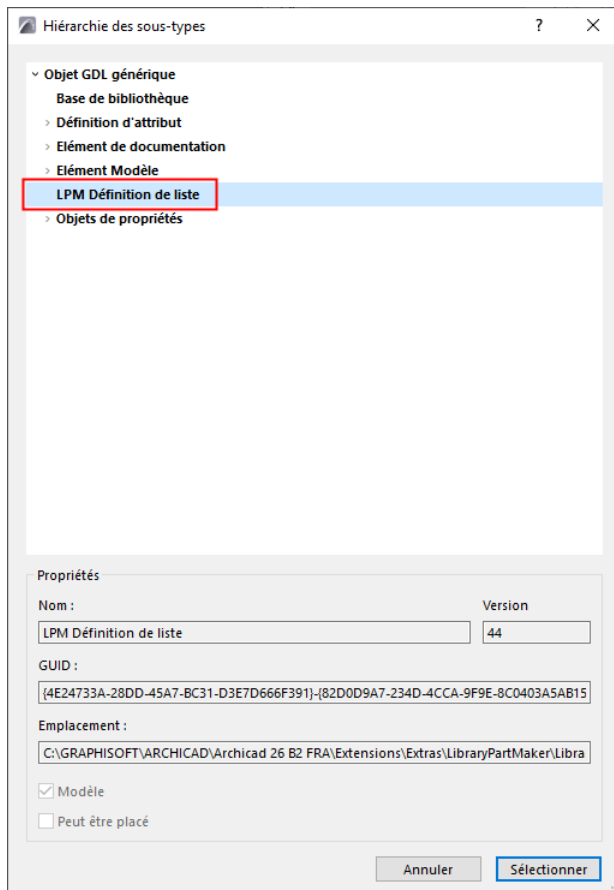 Hiérarchie des sous-types
Objet GDL générique
Base de bibliothèque
Définition d'attribut
Elément de documentation
Elément Modèle
LPM Définition de liste
Objets de propriétés
Propriétés
Nom :
Version
LPM Définition de liste
44
GUID :
{4E24733A-28DD-45A7-BC31-D3E7D666F391}-{82D0D9A7-234D-4CCA-9F9E-8C0403A5AB15
Emplacement :
C:\GRAPHISOFT\ARCHICAD\Archicad 26 B2 FRA\Extensions\Extras\LibraryPartMaker\Libra
Modèle
Peut être placé
Annuler
Sélectionner